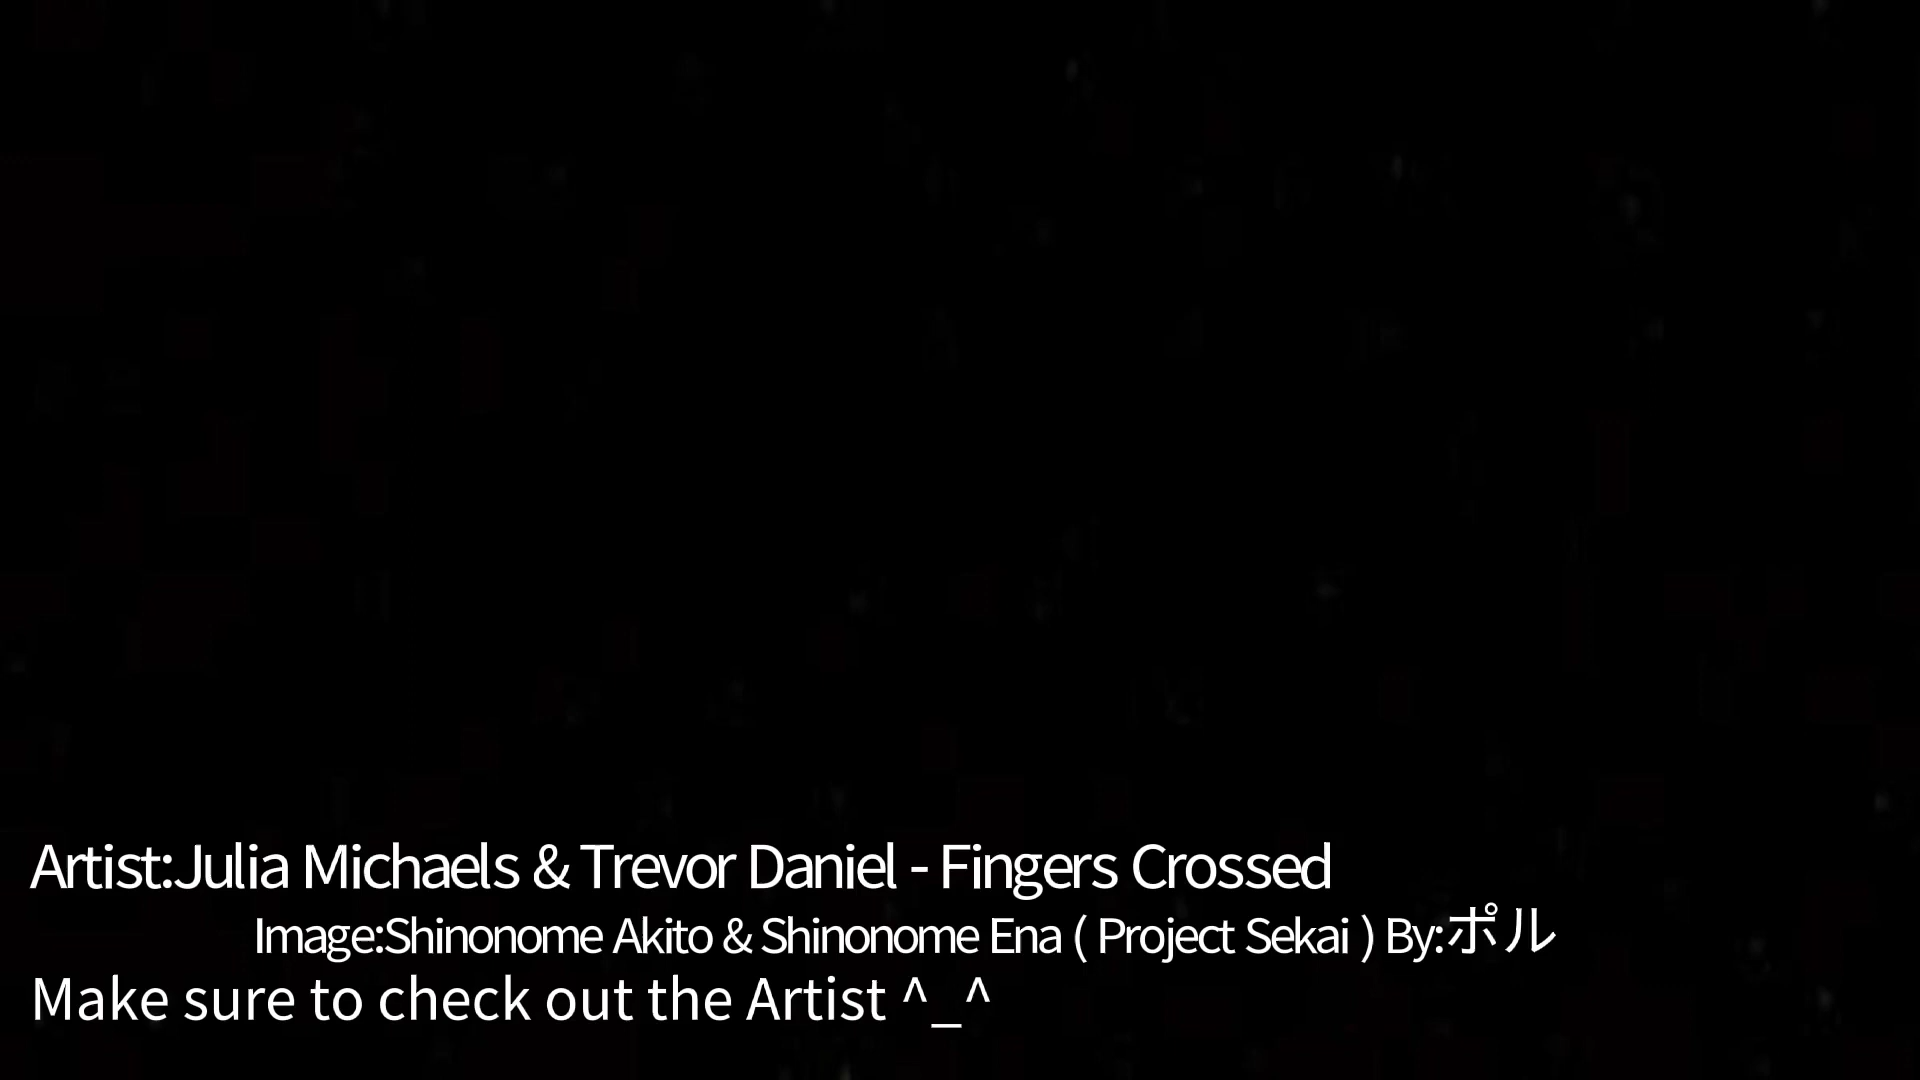 Artist:Julia Michaels & Trevor Daniel - Fingers Crossed
Image:Shinonome Akito & Shinonome Ena ( Project Sekai ) By:ポル
Make sure to check out the Artist ^_^